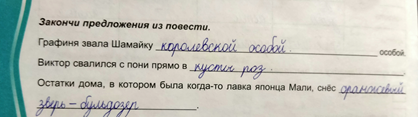 Закончи предложения из повести.
Графиня звала Шамайку королевской особой. особой.
Виктор свалился с пони прямо в кусты роз.
Остатки дома, в котором была когда-то лавка японца Мали, снёс оранжевый
зверь – бульдозер.